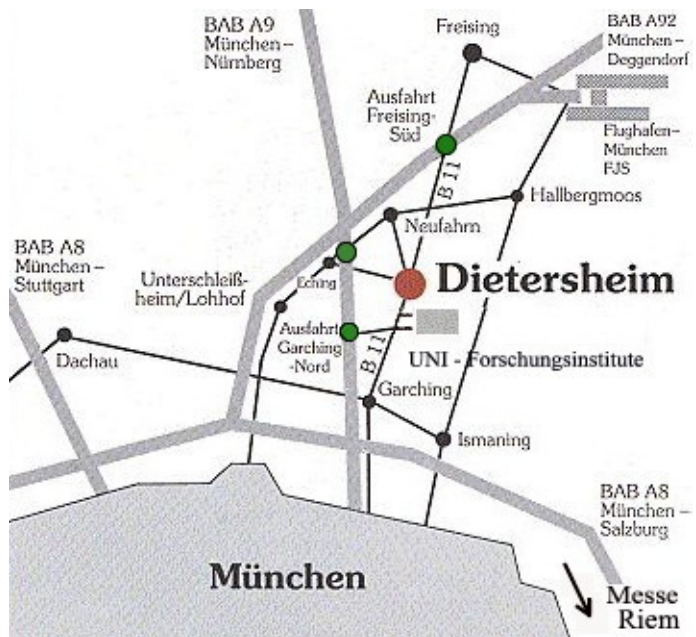 BAB A9
München –
Nürnberg
Freising
BAB A92
München –
Deggendorf
Ausfahrt
Freising-
Süd
Flughafen–
München
FJS
B 11
Hallbergmoos
Neufahrn
BAB A8
München –
Stuttgart
Unterschleiß-
heim/Lohhof
Eching
Dietersheim
Ausfahrt
Garching
-Nord
Dachau
B 11
UNI - Forschungsinstitute
Garching
Ismaning
BAB A8
München –
Salzburg
München
Messe
Riem